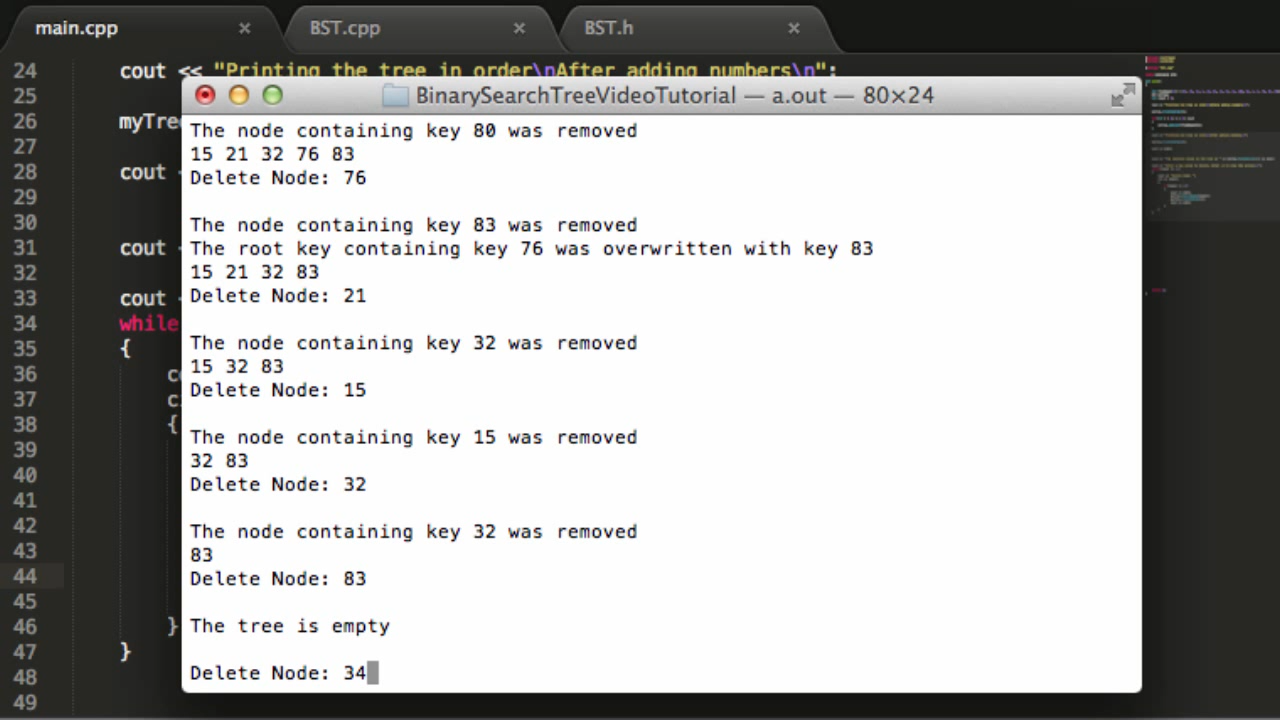 main.cpp × BST.cpp × BST.h ×
24 cout << "Printing the tree in order\nAfter adding numbers\n";
25
26 myTre
27
28 cout
29
30
31 cout
32
33 cout
34 while
35 {
36
37
38 {
39
40
41
42
43
44
45
46 }
47 }
48
49
BinarySearchTreeVideoTutorial — a.out — 80×24
The node containing key 80 was removed
15 21 32 76 83
Delete Node: 76
The node containing key 83 was removed
The root key containing key 76 was overwritten with key 83
15 21 32 83
Delete Node: 21
The node containing key 32 was removed
15 32 83
Delete Node: 15
The node containing key 15 was removed
32 83
Delete Node: 32
The node containing key 32 was removed
83
Delete Node: 83
The tree is empty
Delete Node: 34